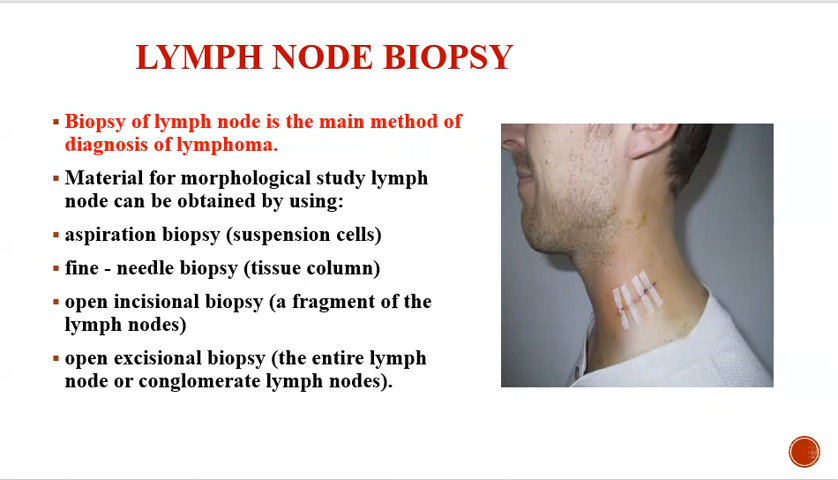 LYMPH NODE BIOPSY
Biopsy of lymph node is the main method of
diagnosis of lymphoma.
Material for morphological study lymph
node can be obtained by using:
aspiration biopsy (suspension cells)
fine - needle biopsy (tissue column)
open incisional biopsy (a fragment of the
lymph nodes)
open excisional biopsy (the entire lymph
node or conglomerate lymph nodes).